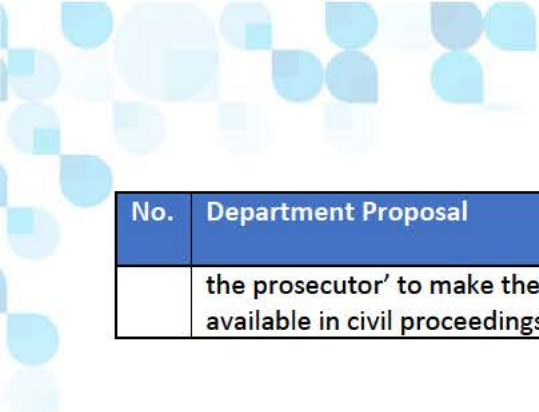 No. Department Proposal
the prosecutor’ to make the
available in civil proceedings